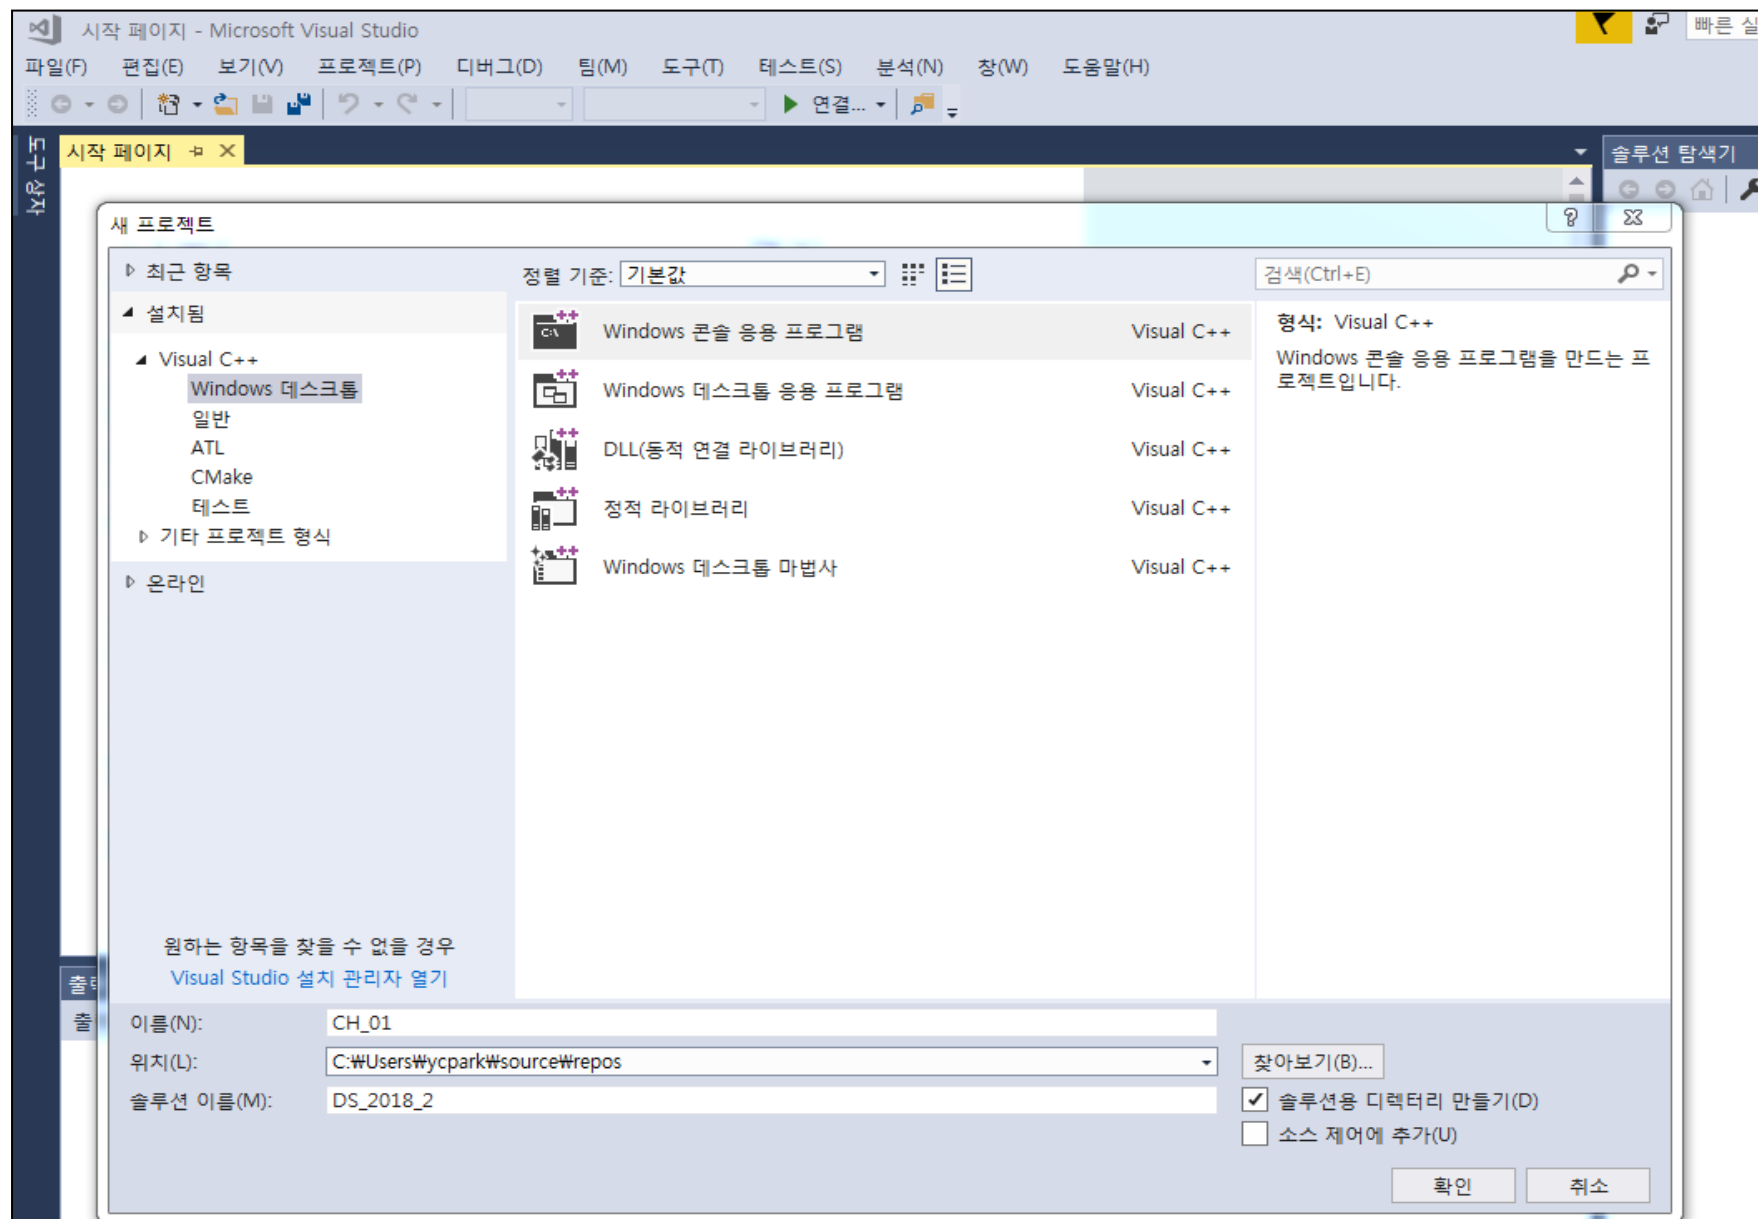 시작 페이지 - Microsoft Visual Studio
빠른 실
파일(F) 편집(E) 보기(V) 프로젝트(P) 디버그(D) 팀(M) 도구(T) 테스트(S) 분석(N) 창(W) 도움말(H)
연결...
도구 상자
시작 페이지
솔루션 탐색기
새 프로젝트
최근 항목
정렬 기준: 기본값
검색(Ctrl+E)
설치됨
Visual C++
Windows 데스크톱
일반
ATL
CMake
테스트
기타 프로젝트 형식
온라인
Windows 콘솔 응용 프로그램 Visual C++
Windows 데스크톱 응용 프로그램 Visual C++
DLL(동적 연결 라이브러리) Visual C++
정적 라이브러리 Visual C++
Windows 데스크톱 마법사 Visual C++
형식: Visual C++
Windows 콘솔 응용 프로그램을 만드는 프
로젝트입니다.
원하는 항목을 찾을 수 없을 경우
Visual Studio 설치 관리자 열기
출
이름(N): CH_01
위치(L): C:₩Users₩ycpark₩source₩repos
찾아보기(B)...
솔루션 이름(M): DS_2018_2
솔루션용 디렉터리 만들기(D)
소스 제어에 추가(U)
확인 취소